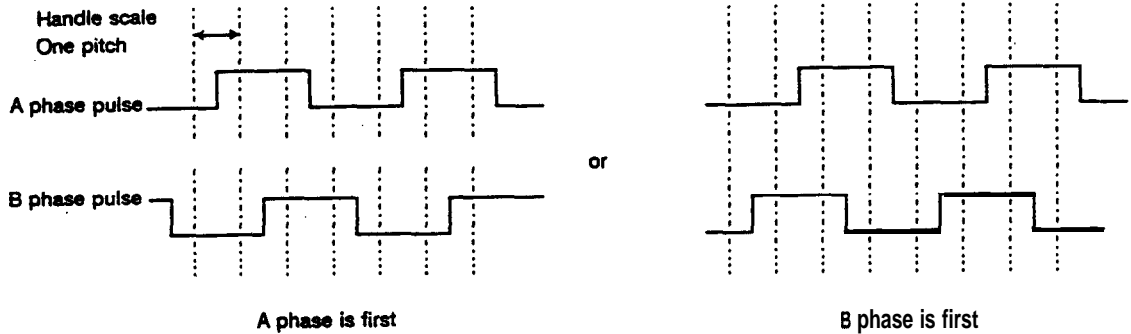 Handle scale
One pitch
A phase pulse
B phase pulse
or
A phase is first
B phase is first